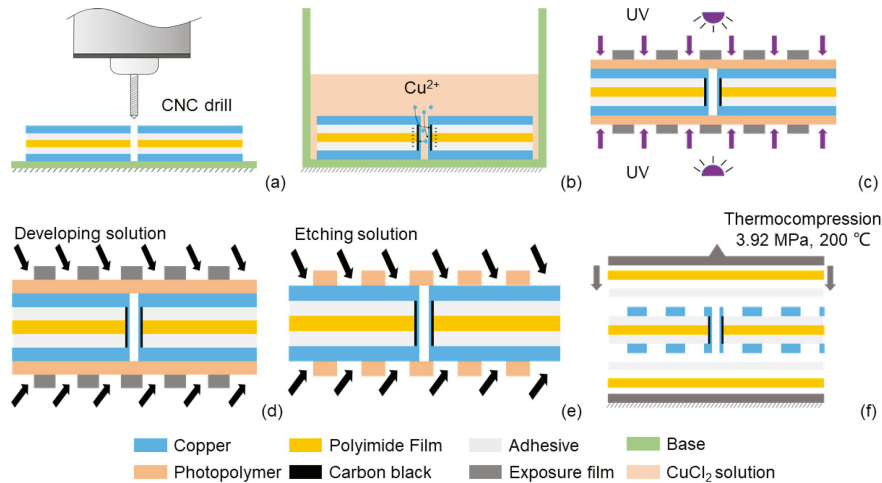 CNC drill
(a)
Cu²⁺
(b)
UV
UV
(c)
Developing solution
(d)
Etching solution
(e)
Thermocompression
3.92 MPa, 200 ℃
(f)
Copper
Polyimide Film
Adhesive
Base
Photopolymer
Carbon black
Exposure film
CuCl₂ solution